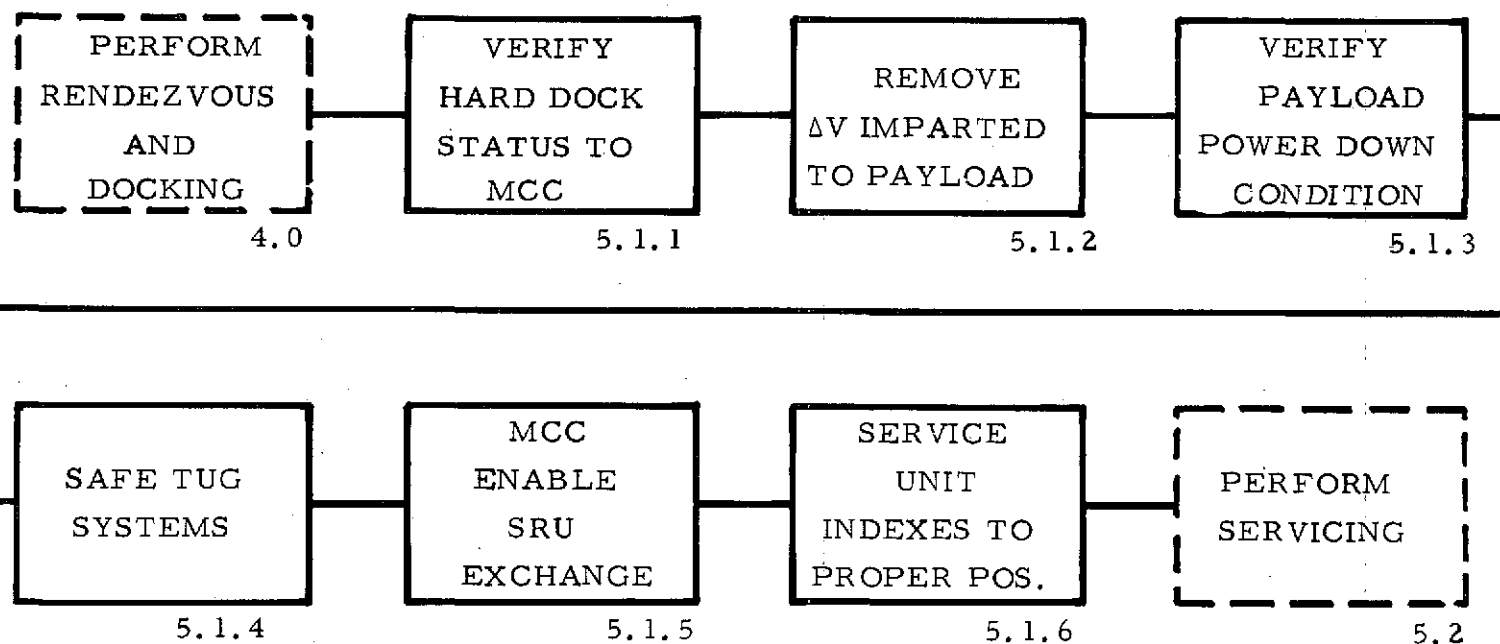 PERFORM
RENDEZVOUS
AND
DOCKING
4.0
VERIFY
HARD DOCK
STATUS TO
MCC
5.1.1
REMOVE
ΔV IMPARTED
TO PAYLOAD
5.1.2
VERIFY
PAYLOAD
POWER DOWN
CONDITION
5.1.3
SAFE TUG
SYSTEMS
5.1.4
MCC
ENABLE
SRU
EXCHANGE
5.1.5
SERVICE
UNIT
INDEXES TO
PROPER POS.
5.1.6
PERFORM
SERVICING
5.2